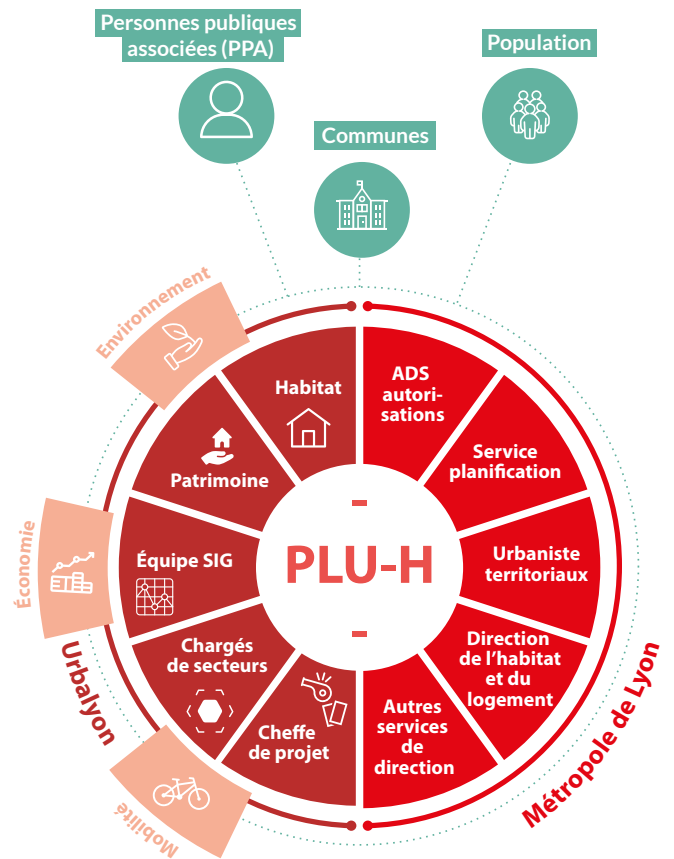 Personnes publiques
associées (PPA)
Population
Communes
Environnement
Habitat
ADS
autori-
sations
Patrimoine
Service
planification
Économie
Équipe SIG
-
PLU-H
-
Urbaniste
territoriaux
Chargés
de secteurs
Direction
de l'habitat
et du
logement
Urbalyon
Cheffe
de projet
Autres
services
de
direction
Métropole de Lyon
Mobilité